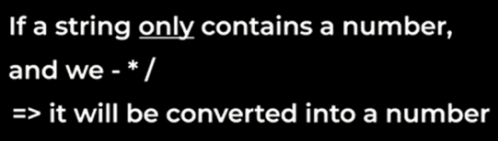 If a string only contains a number,
and we - * /
=> it will be converted into a number